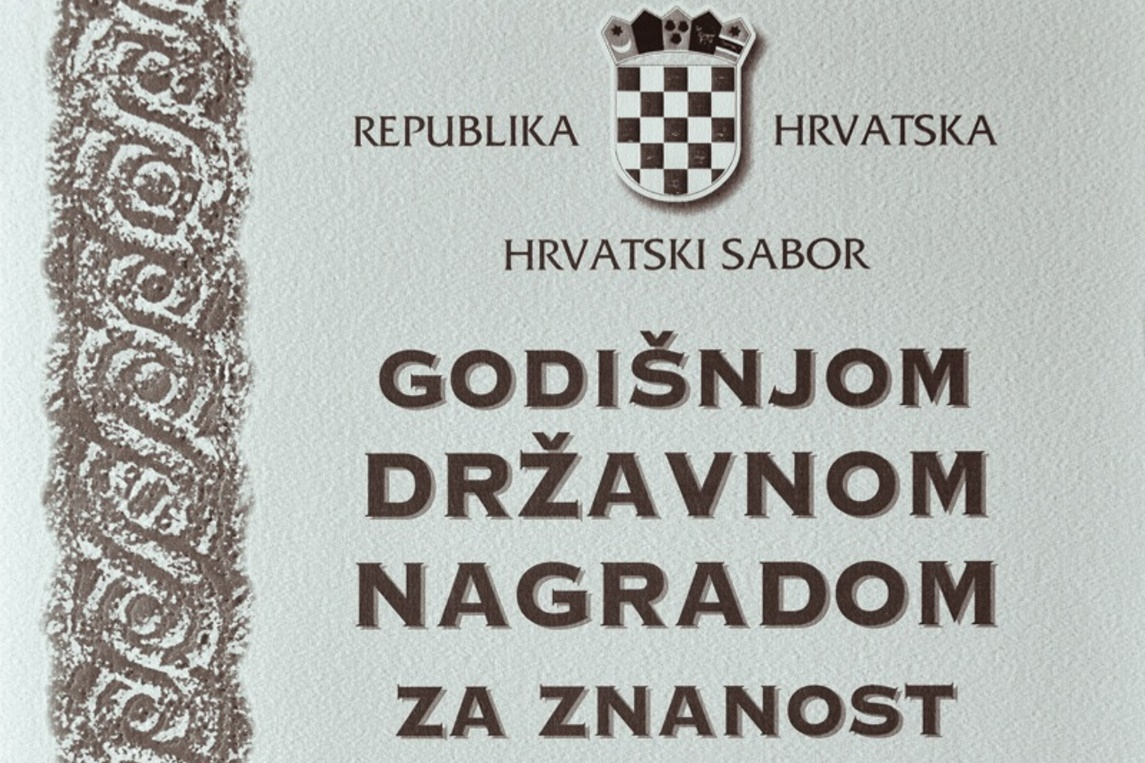 REPUBLIKA HRVATSKA
HRVATSKI SABOR
GODIŠNJOM
DRŽAVNOM
NAGRADOM
ZA ZNANOST